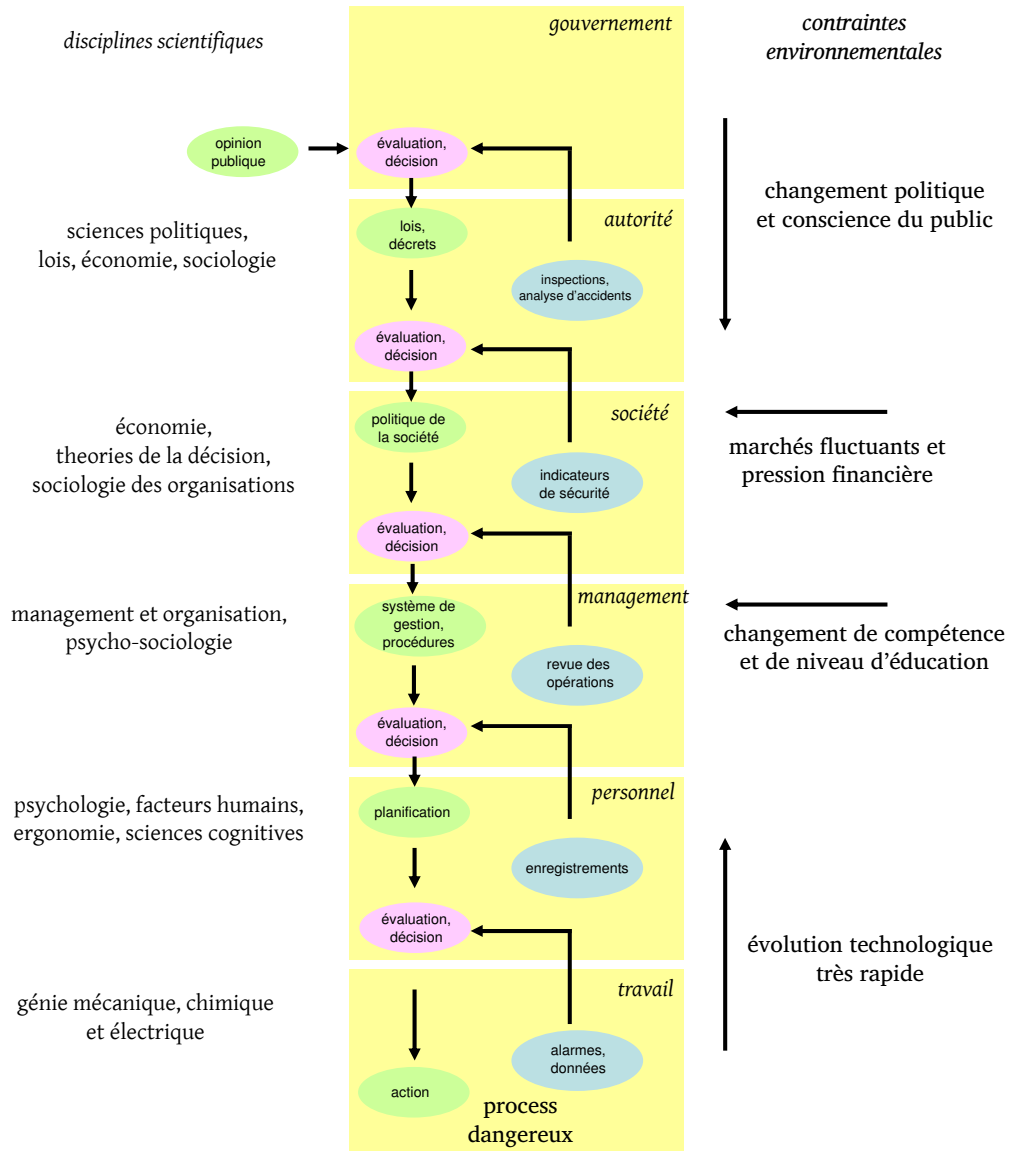 disciplines scientifiques
gouvernement
contraintes
environnementales
opinion
publique
évaluation,
décision
changement politique
et conscience du public
sciences politiques,
lois, économie, sociologie
autorité
lois,
décrets
inspections,
analyse d'accidents
évaluation,
décision
économie,
theories de la décision,
sociologie des organisations
société
politique de
la société
indicateurs
de sécurité
marchés fluctuants et
pression financière
évaluation,
décision
management et organisation,
psycho-sociologie
management
système de
gestion,
procédures
revue des
opérations
changement de compétence
et de niveau d'éducation
évaluation,
décision
psychologie, facteurs humains,
ergonomie, sciences cognitives
personnel
planification
enregistrements
évaluation,
décision
évolution technologique
très rapide
génie mécanique, chimique
et électrique
travail
alarmes,
données
action
process
dangereux